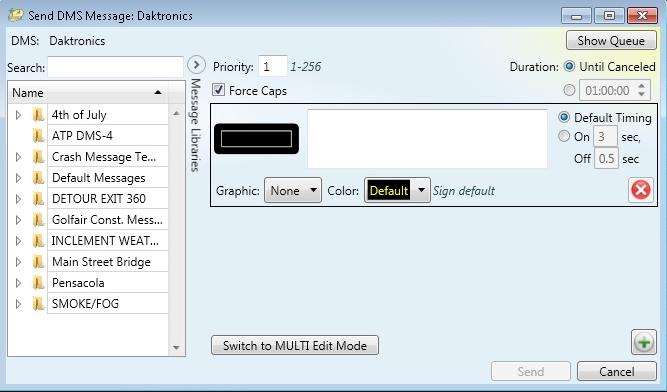 Send DMS Message: Daktronics
DMS: Daktronics
Show Queue
Search:
Priority: 1 1-256
Duration: Until Canceled
Force Caps
01:00:00
Name
4th of July
ATP DMS-4
Crash Message Te...
Default Messages
DETOUR EXIT 360
Golfair Const. Mess...
INCLEMENT WEAT...
Main Street Bridge
Pensacola
SMOKE/FOG
Message Libraries
Default Timing
On 3 sec,
Off 0.5 sec
Graphic: None Color: Default Sign default
Switch to MULTI Edit Mode
Send
Cancel